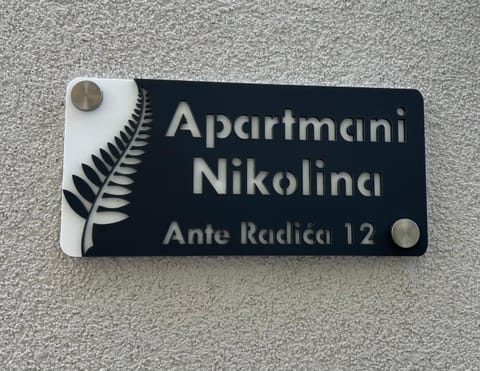 Apartmani
Nikolina
Ante Radića 12